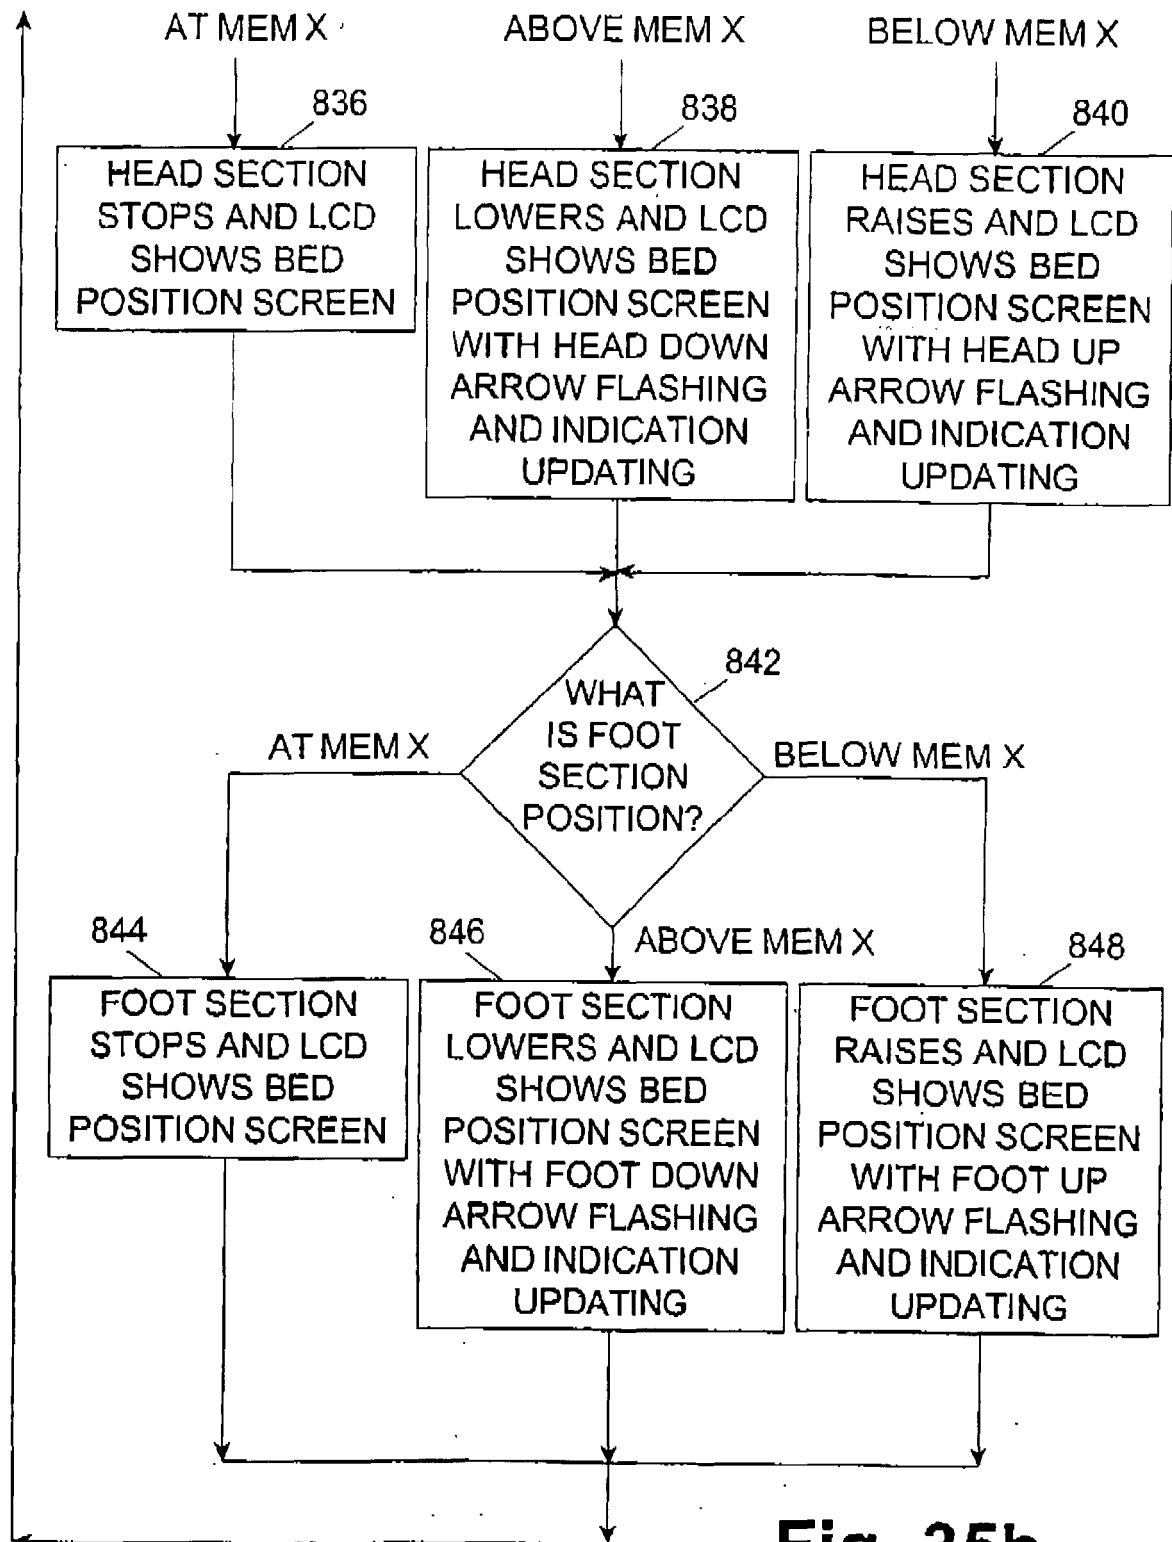 AT MEM X
ABOVE MEM X
BELOW MEM X
836
838
840
HEAD SECTION
STOPS AND LCD
SHOWS BED
POSITION SCREEN
HEAD SECTION
LOWERS AND LCD
SHOWS BED
POSITION SCREEN
WITH HEAD DOWN
ARROW FLASHING
AND INDICATION
UPDATING
HEAD SECTION
RAISES AND LCD
SHOWS BED
POSITION SCREEN
WITH HEAD UP
ARROW FLASHING
AND INDICATION
UPDATING
842
WHAT
IS FOOT
SECTION
POSITION?
AT MEM X
BELOW MEM X
ABOVE MEM X
844
846
848
FOOT SECTION
STOPS AND LCD
SHOWS BED
POSITION SCREEN
FOOT SECTION
LOWERS AND LCD
SHOWS BED
POSITION SCREEN
WITH FOOT DOWN
ARROW FLASHING
AND INDICATION
UPDATING
FOOT SECTION
RAISES AND LCD
SHOWS BED
POSITION SCREEN
WITH FOOT UP
ARROW FLASHING
AND INDICATION
UPDATING